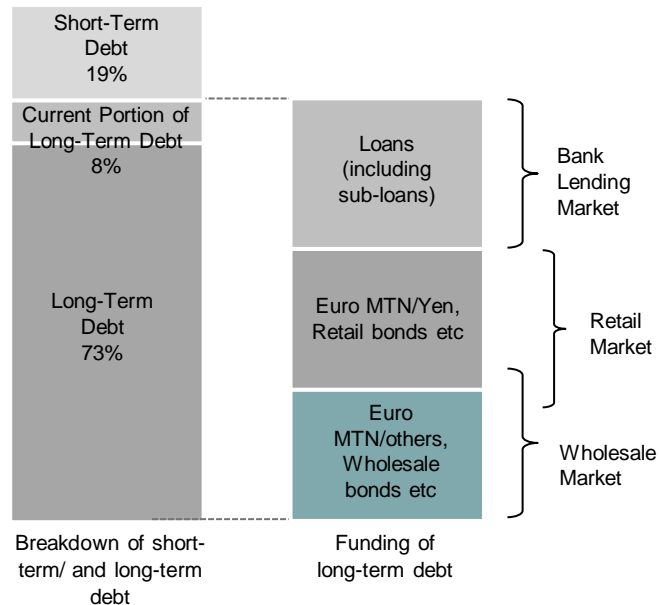 Short-Term
Debt
19%
Current Portion of
Long-Term Debt
8%
Long-Term
Debt
73%
Breakdown of short-
term/ and long-term
debt
Loans
(including
sub-loans)
Euro MTN/Yen,
Retail bonds etc
Euro
MTN/others,
Wholesale
bonds etc
Funding of
long-term debt
Bank
Lending
Market
Retail
Market
Wholesale
Market